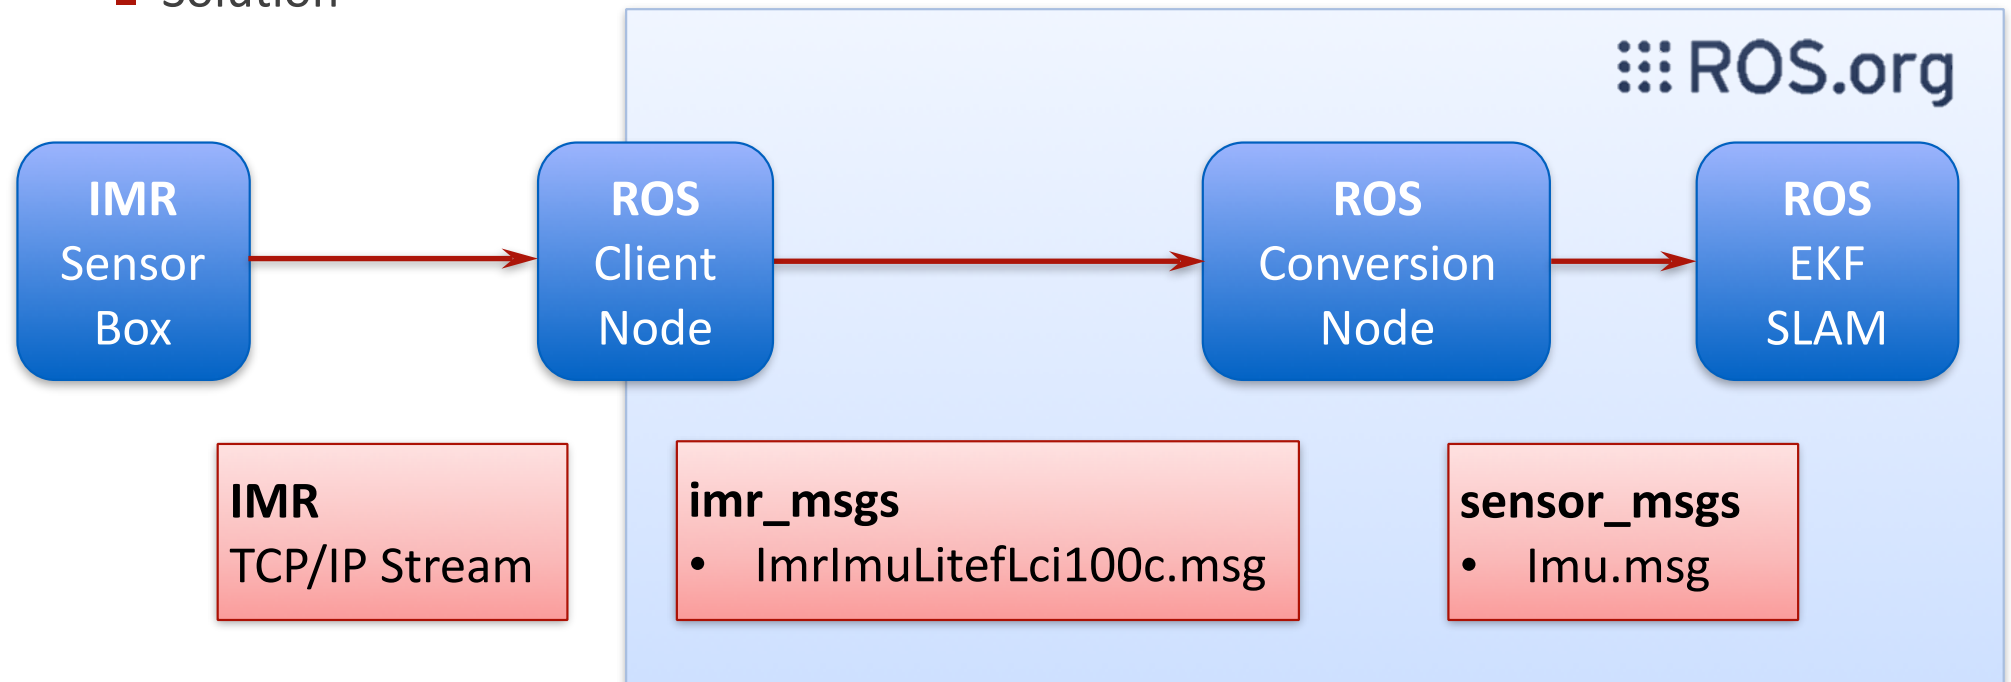 Solution
ROS.org
IMR
Sensor
Box
ROS
Client
Node
ROS
Conversion
Node
ROS
EKF
SLAM
IMR
TCP/IP Stream
imr_msgs
• ImrImuLitefLci100c.msg
sensor_msgs
• Imu.msg